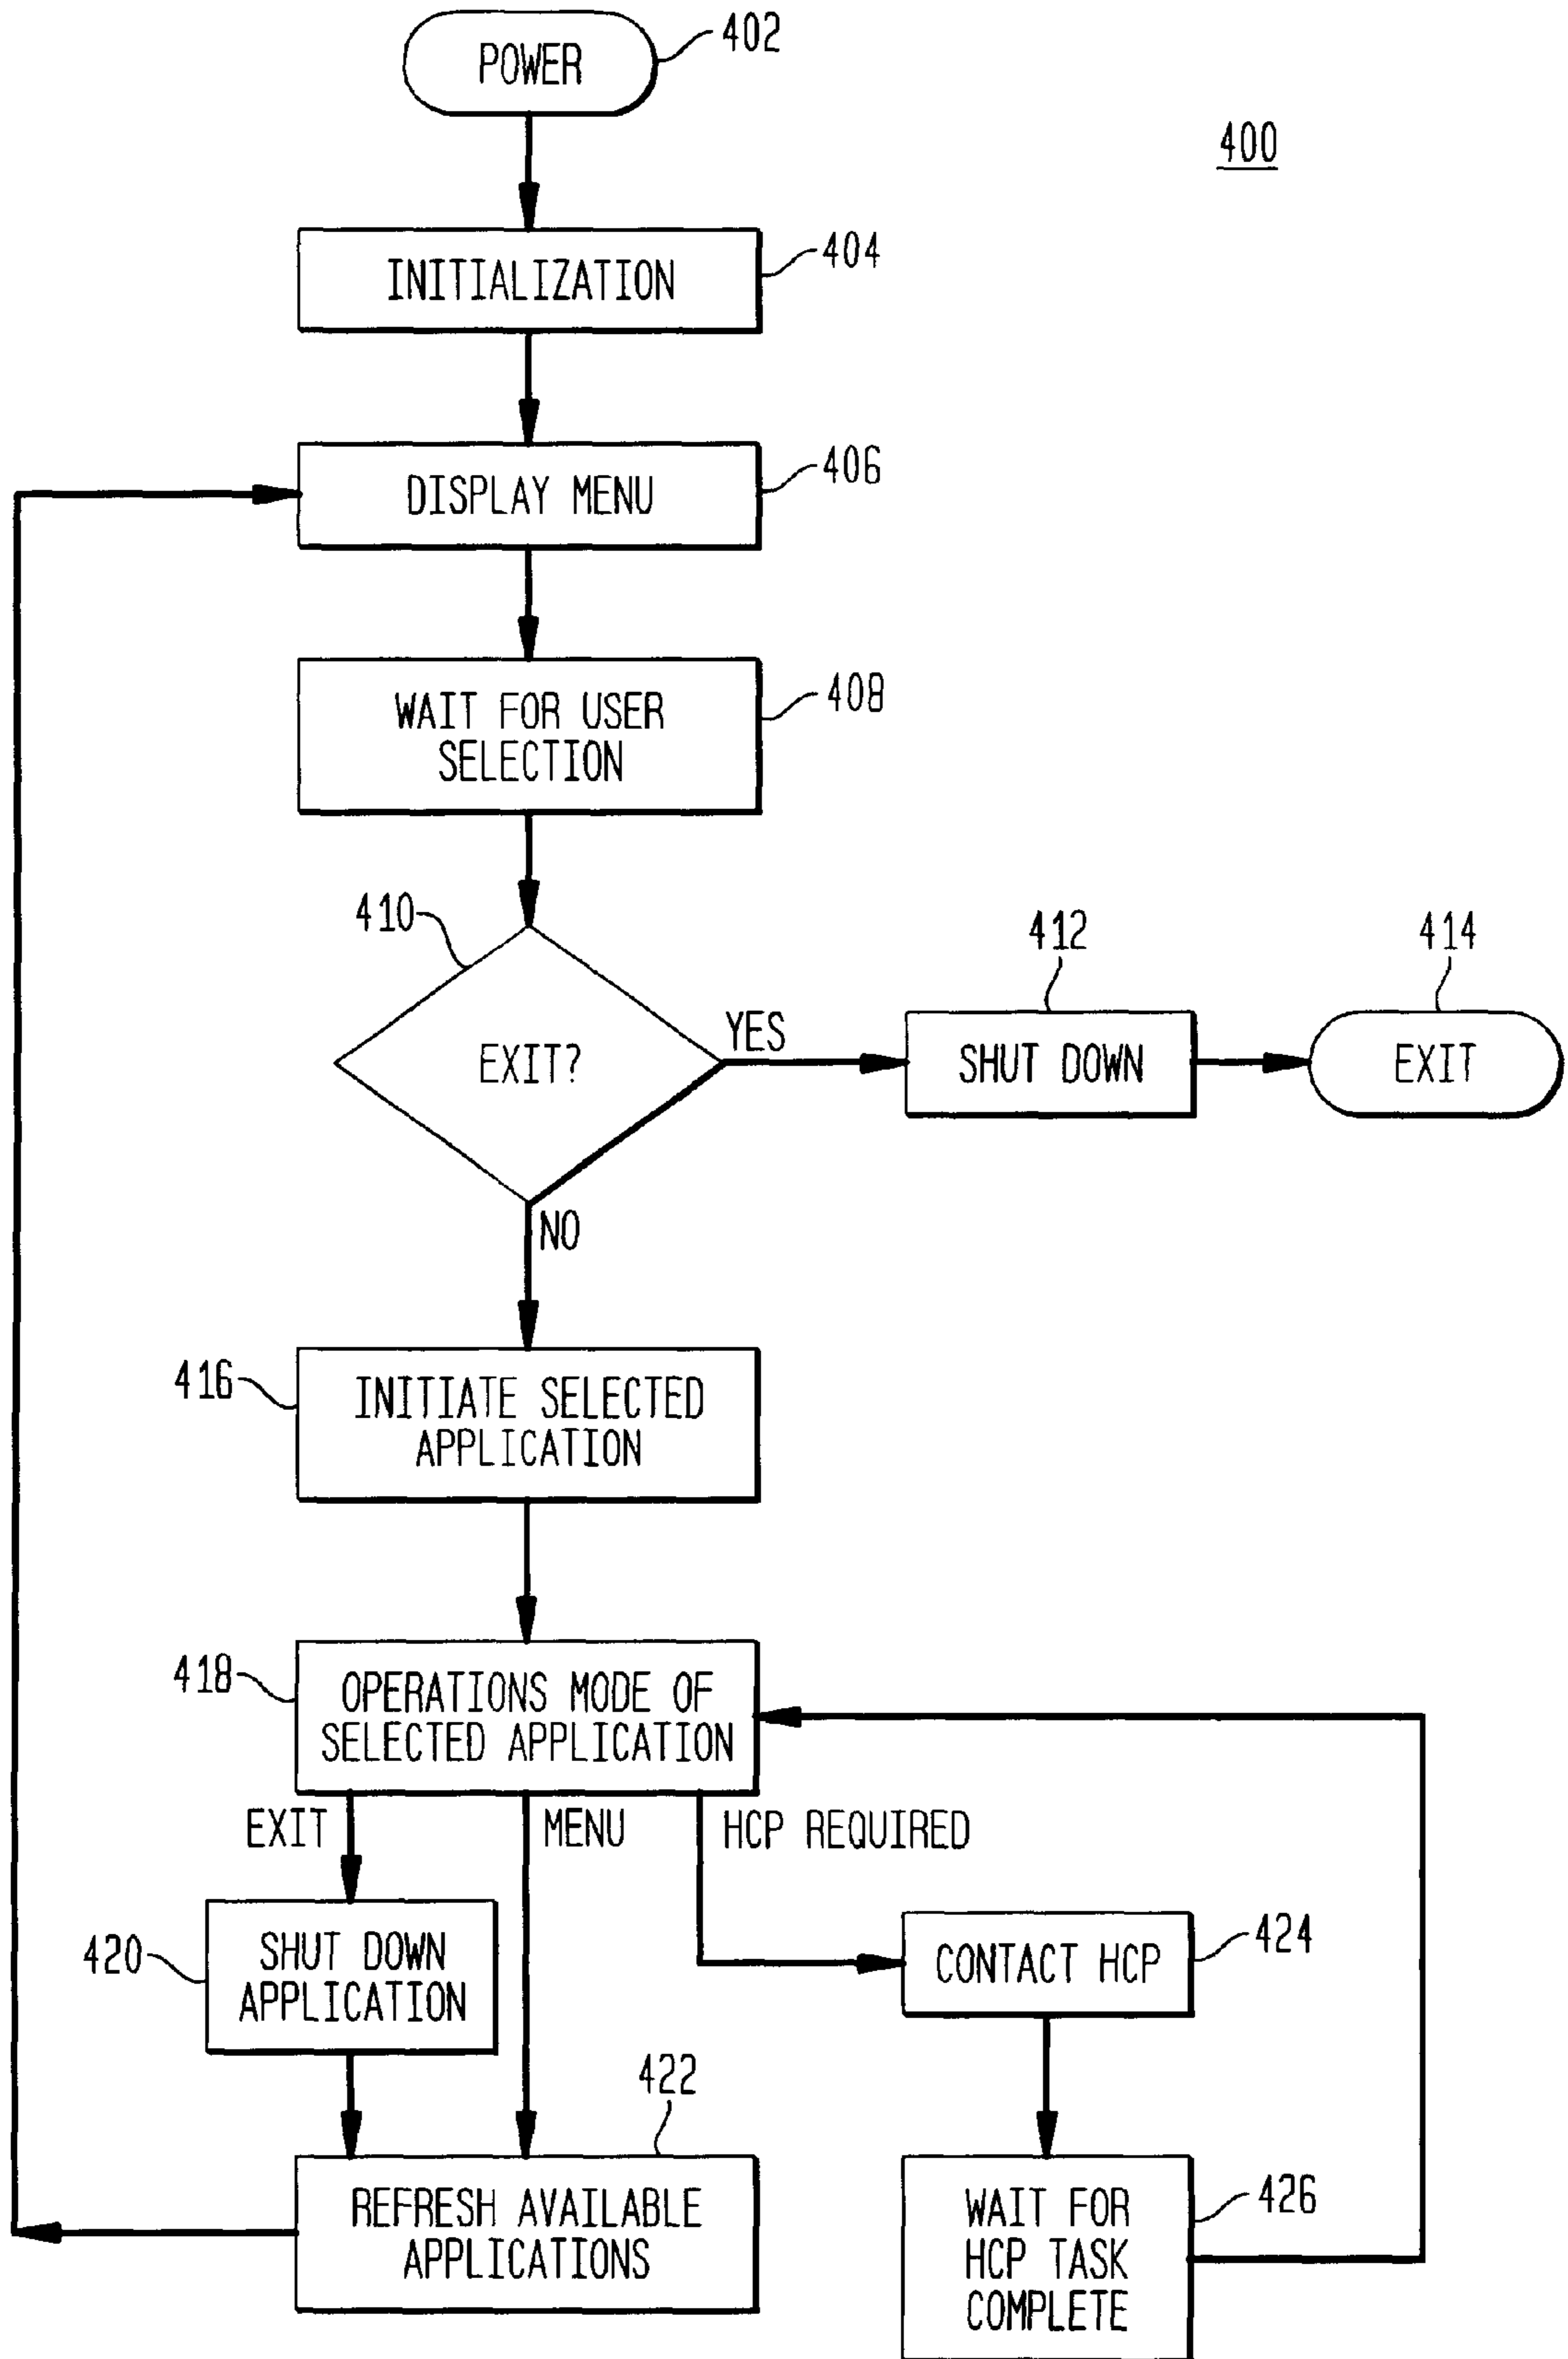 POWER
402
400
INITIALIZATION
404
DISPLAY MENU
406
WAIT FOR USER
SELECTION
408
410
EXIT?
YES
NO
412
SHUT DOWN
414
EXIT
416
INITIATE SELECTED
APPLICATION
418
OPERATIONS MODE OF
SELECTED APPLICATION
EXIT
MENU
HCP REQUIRED
420
SHUT DOWN
APPLICATION
CONTACT HCP
424
422
REFRESH AVAILABLE
APPLICATIONS
WAIT FOR
HCP TASK
COMPLETE
426